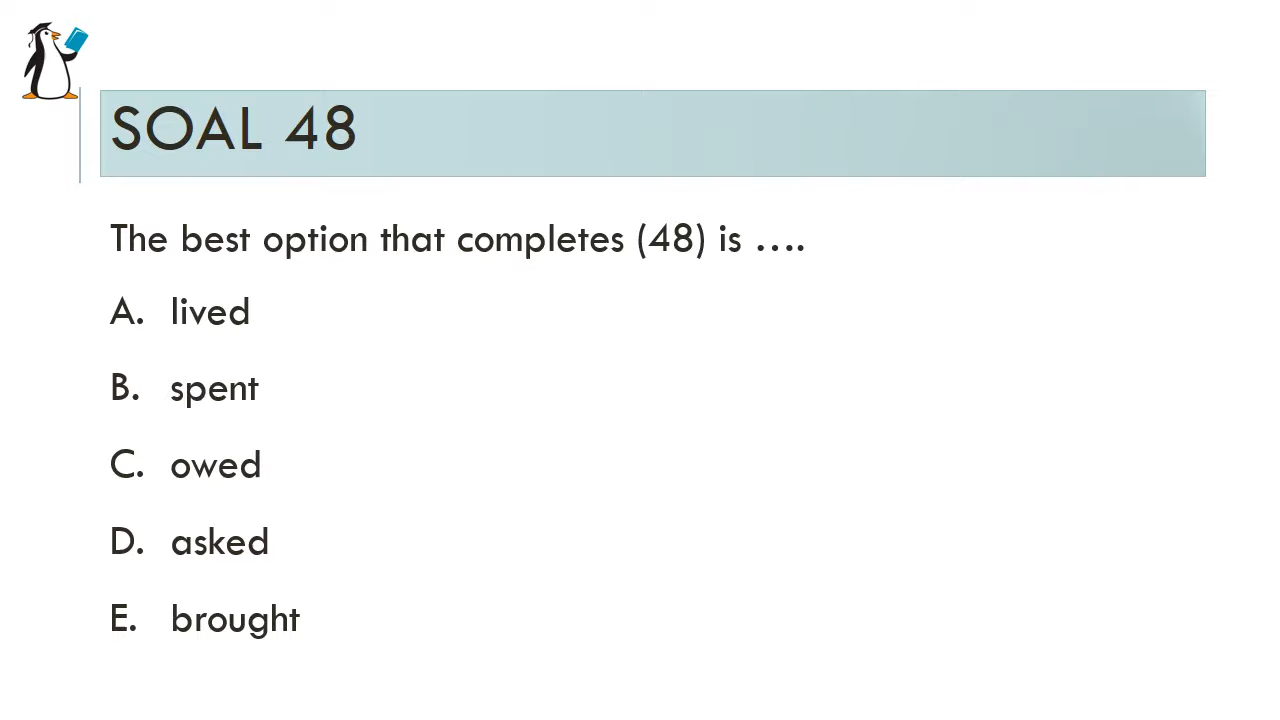 SOAL 48
The best option that completes (48) is ....
A. lived
B. spent
C. owed
D. asked
E. brought